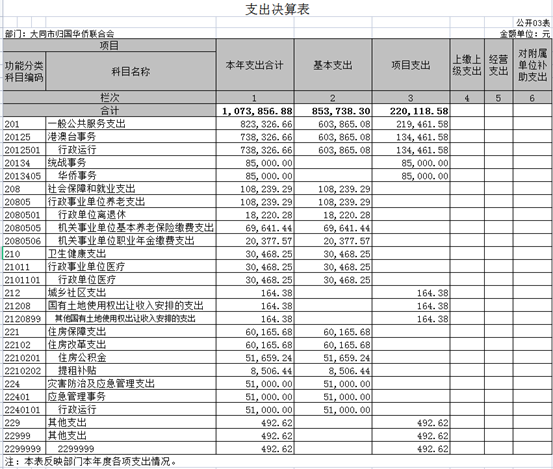 支出决算表
公开03表
部门：大同市归国华侨联合会 金额单位：元
项目 本年支出合计 基本支出 项目支出 上缴上级支出 经营支出 对附属单位补助支出
功能分类科目编码 科目名称
栏次 1 2 3 4 5 6
合计 1,073,856.88 853,738.30 220,118.58
201 一般公共服务支出 823,326.66 603,865.08 219,461.58
20125 港澳台事务 738,326.66 603,865.08 134,461.58
2012501 行政运行 738,326.66 603,865.08 134,461.58
20134 统战事务 85,000.00 85,000.00
2013405 华侨事务 85,000.00 85,000.00
208 社会保障和就业支出 108,239.29 108,239.29
20805 行政事业单位养老支出 108,239.29 108,239.29
2080501 行政单位离退休 18,220.28 18,220.28
2080505 机关事业单位基本养老保险缴费支出 69,641.44 69,641.44
2080506 机关事业单位职业年金缴费支出 20,377.57 20,377.57
210 卫生健康支出 30,468.25 30,468.25
21011 行政事业单位医疗 30,468.25 30,468.25
2101101 行政单位医疗 30,468.25 30,468.25
212 城乡社区支出 164.38 164.38
21208 国有土地使用权出让收入安排的支出 164.38 164.38
2120899 其他国有土地使用权出让收入安排的支出 164.38 164.38
221 住房保障支出 60,165.68 60,165.68
22102 住房改革支出 60,165.68 60,165.68
2210201 住房公积金 51,659.24 51,659.24
2210202 提租补贴 8,506.44 8,506.44
224 灾害防治及应急管理支出 51,000.00 51,000.00
22401 应急管理事务 51,000.00 51,000.00
2240101 行政运行 51,000.00 51,000.00
229 其他支出 492.62 492.62
22999 其他支出 492.62 492.62
2299999 2299999 492.62 492.62
注：本表反映部门本年度各项支出情况。